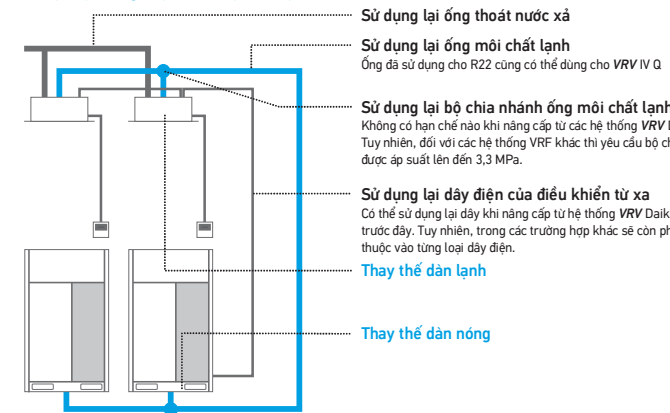 Sử dụng lại ống thoát nước xả
Sử dụng lại ống môi chất lạnh
Ống đã sử dụng cho R22 cũng có thể dùng cho VRV IV Q
Sử dụng lại bộ chia nhánh ống môi chất lạnh
Không có hạn chế nào khi nâng cấp từ các hệ thống VRV
Tuy nhiên, đối với các hệ thống VRF khác thì yêu cầu bộ
được áp suất lên đến 3,3 MPa.
Sử dụng lại dây điện của điều khiển từ xa
Có thể sử dụng lại dây khi nâng cấp từ hệ thống VRV
trước đây. Tuy nhiên, trong các trường hợp khác sẽ còn
thuộc vào từng loại dây điện.
Thay thế dàn lạnh
Thay thế dàn nóng